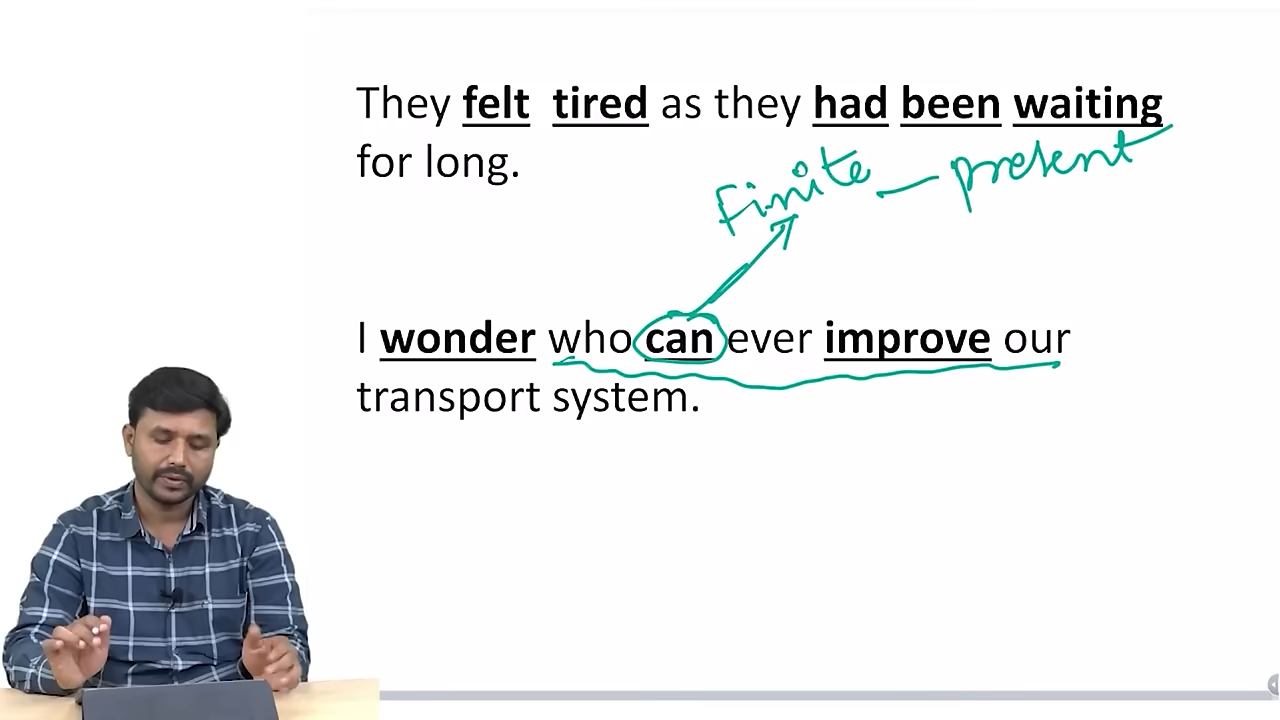 They felt tired as they had been waiting
for long.
Finite — present
I wonder who can ever improve our
transport system.